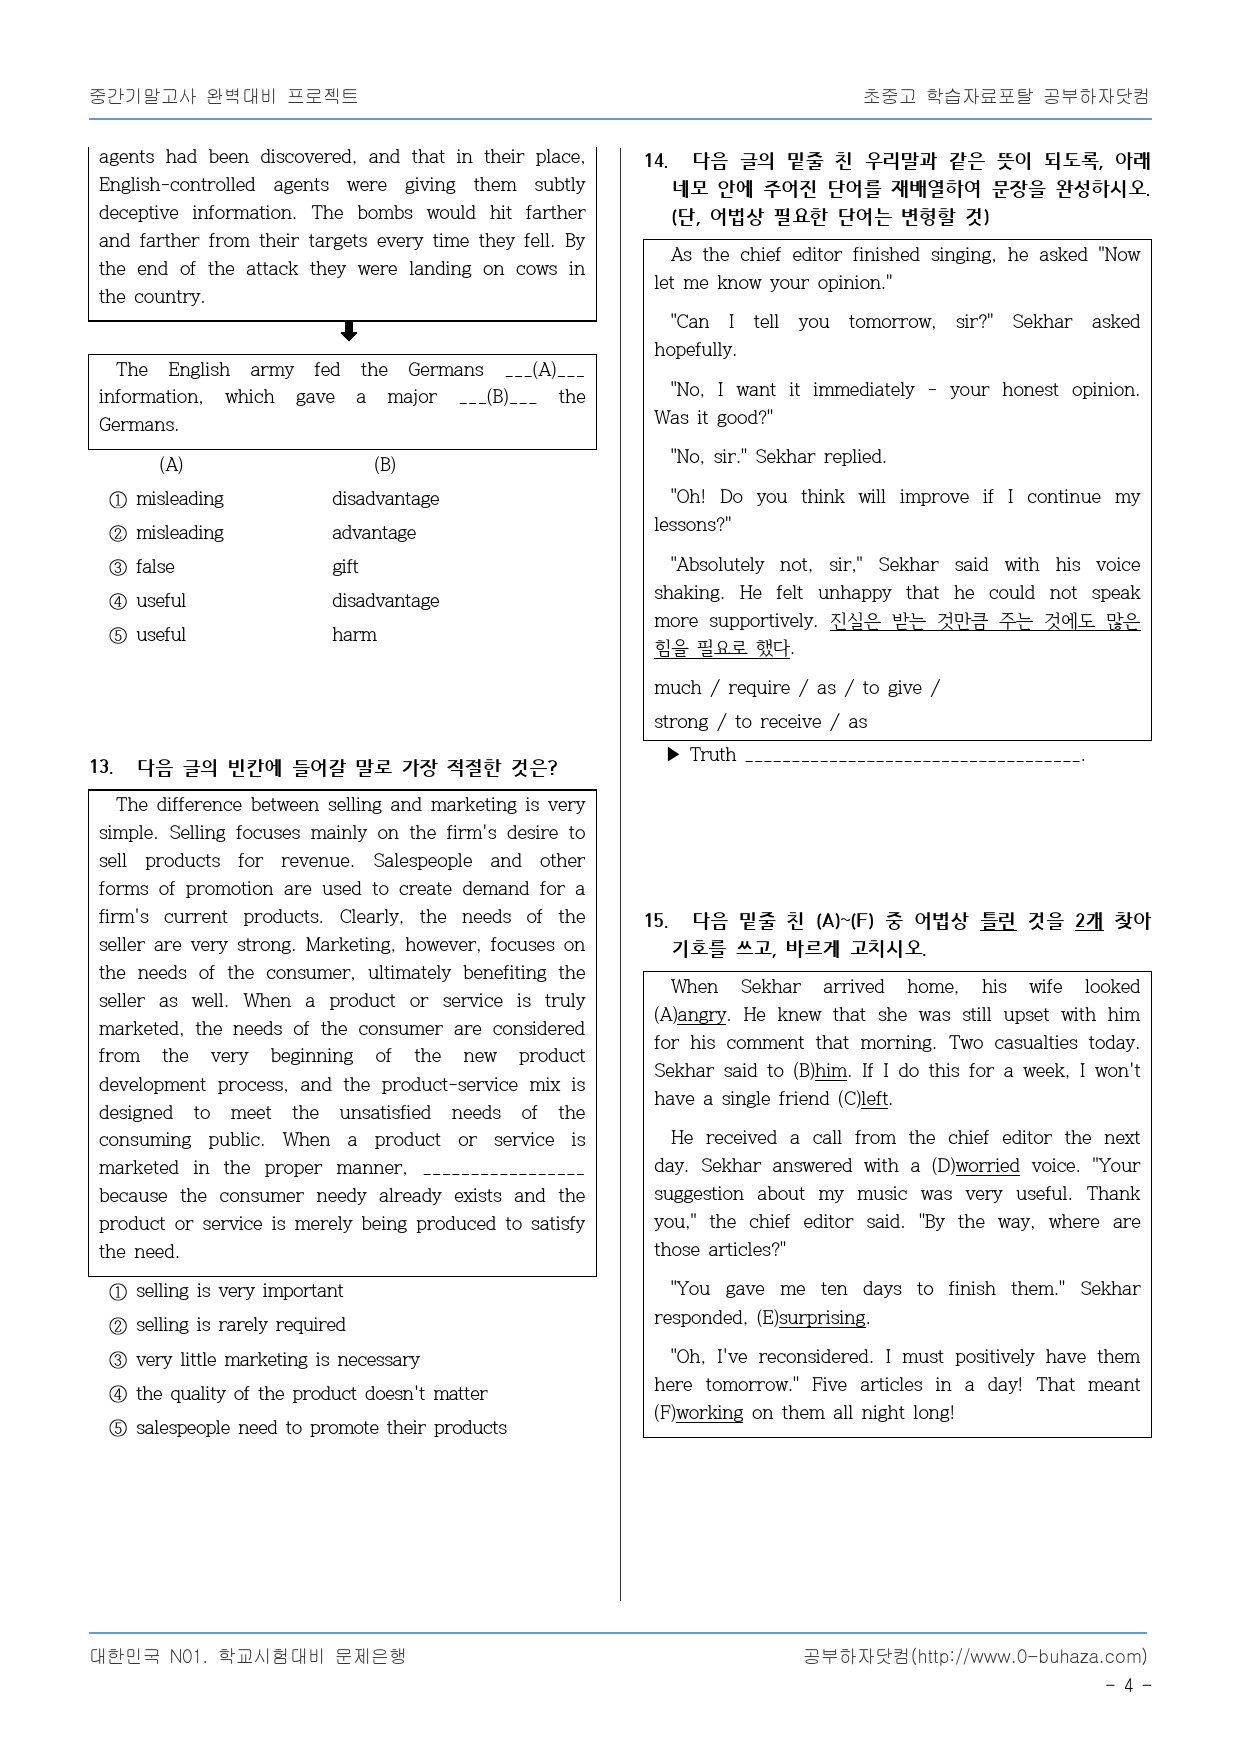 중간기말고사 완벽대비 프로젝트
초중고 학습자료포탈 공부하자닷컴
agents had been discovered, and that in their place,
English-controlled agents were giving them subtly
deceptive information. The bombs would hit farther
and farther from their targets every time they fell. By
the end of the attack they were landing on cows in
the country.
The English army fed the Germans ___(A)___
information, which gave a major ___(B)___ the
Germans.
(A) (B)
① misleading disadvantage
② misleading advantage
③ false gift
④ useful disadvantage
⑤ useful harm
13. 다음 글의 빈칸에 들어갈 말로 가장 적절한 것은?
The difference between selling and marketing is very
simple. Selling focuses mainly on the firm's desire to
sell products for revenue. Salespeople and other
forms of promotion are used to create demand for a
firm's current products. Clearly, the needs of the
seller are very strong. Marketing, however, focuses on
the needs of the consumer, ultimately benefiting the
seller as well. When a product or service is truly
marketed, the needs of the consumer are considered
from the very beginning of the new product
development process, and the product-service mix is
designed to meet the unsatisfied needs of the
consuming public. When a product or service is
marketed in the proper manner, _________________
because the consumer needy already exists and the
product or service is merely being produced to satisfy
the need.
① selling is very important
② selling is rarely required
③ very little marketing is necessary
④ the quality of the product doesn't matter
⑤ salespeople need to promote their products
14. 다음 글의 밑줄 친 우리말과 같은 뜻이 되도록, 아래
네모 안에 주어진 단어를 재배열하여 문장을 완성하시오.
(단, 어법상 필요한 단어는 변형할 것)
As the chief editor finished singing, he asked "Now
let me know your opinion."
"Can I tell you tomorrow, sir?" Sekhar asked
hopefully.
"No, I want it immediately - your honest opinion.
Was it good?"
"No, sir." Sekhar replied.
"Oh! Do you think will improve if I continue my
lessons?"
"Absolutely not, sir," Sekhar said with his voice
shaking. He felt unhappy that he could not speak
more supportively. 진실은 받는 것만큼 주는 것에도 많은
힘을 필요로 했다.
much / require / as / to give /
strong / to receive / as
▶ Truth ____________________________________.
15. 다음 밑줄 친 (A)~(F) 중 어법상 틀린 것을 2개 찾아
기호를 쓰고, 바르게 고치시오.
When Sekhar arrived home, his wife looked
(A)angry. He knew that she was still upset with him
for his comment that morning. Two casualties today.
Sekhar said to (B)him. If I do this for a week, I won't
have a single friend (C)left.
He received a call from the chief editor the next
day. Sekhar answered with a (D)worried voice. "Your
suggestion about my music was very useful. Thank
you," the chief editor said. "By the way, where are
those articles?"
"You gave me ten days to finish them." Sekhar
responded, (E)surprising.
"Oh, I've reconsidered. I must positively have them
here tomorrow." Five articles in a day! That meant
(F)working on them all night long!
대한민국 N01. 학교시험대비 문제은행
공부하자닷컴(http://www.0-buhaza.com)
- 4 -